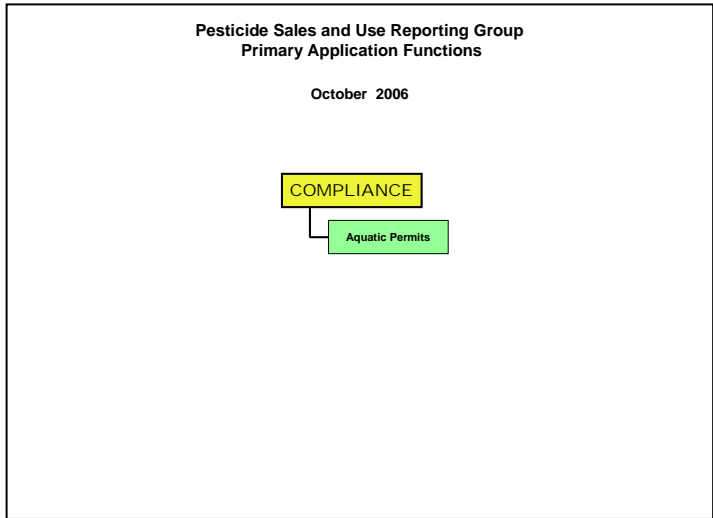 Pesticide Sales and Use Reporting Group
Primary Application Functions
October 2006
COMPLIANCE
Aquatic Permits